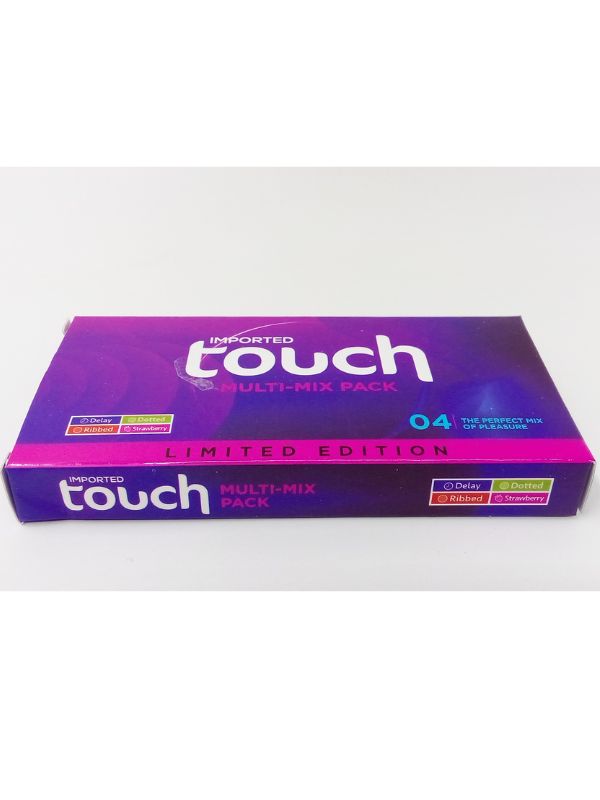 IMPORTED
touch
MULTI-MIX PACK
Delay Dotted
Ribbed Strawberry
04 THE PERFECT MIX
OF PLEASURE
LIMITED EDITION
IMPORTED
touch MULTI-MIX
PACK
Delay Dotted
Ribbed Strawberry